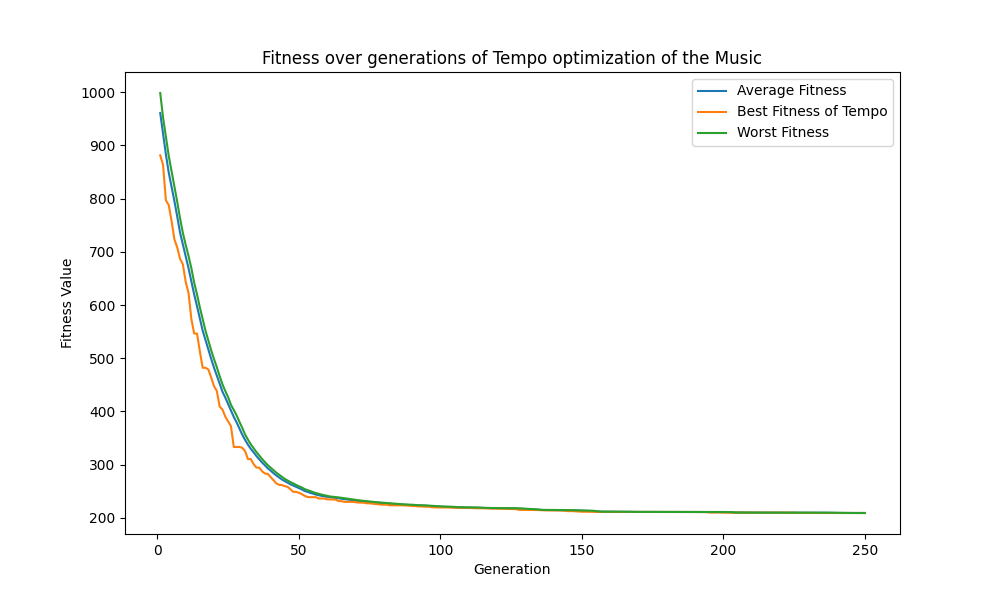 Fitness over generations of Tempo optimization of the Music
Average Fitness
Best Fitness of Tempo
Worst Fitness
Fitness Value
1000
900
800
700
600
500
400
300
200
0 50 100 150 200 250
Generation